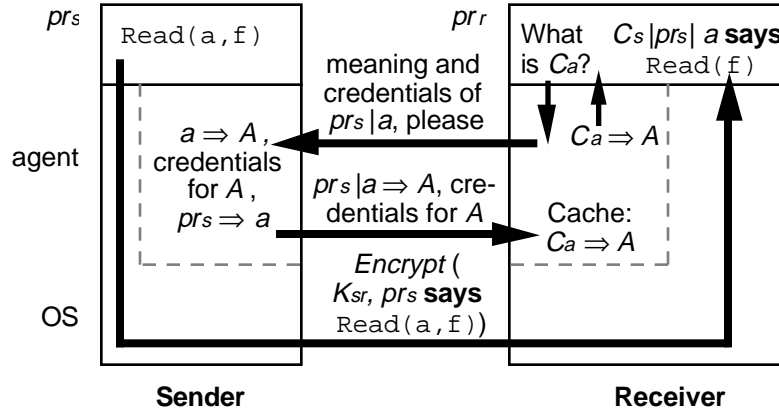 prs
Read(a,f)
prr
What
is Ca?
Cs|prs| a says
Read(f)
meaning and
credentials of
prs|a, please
agent
a ⇒ A ,
credentials
for A ,
prs ⇒ a
Ca ⇒ A
prs|a ⇒ A, cre-
dentials for A
Cache:
Ca ⇒ A
OS
Encrypt (
Ksr, prs says
Read(a,f))
Sender
Receiver